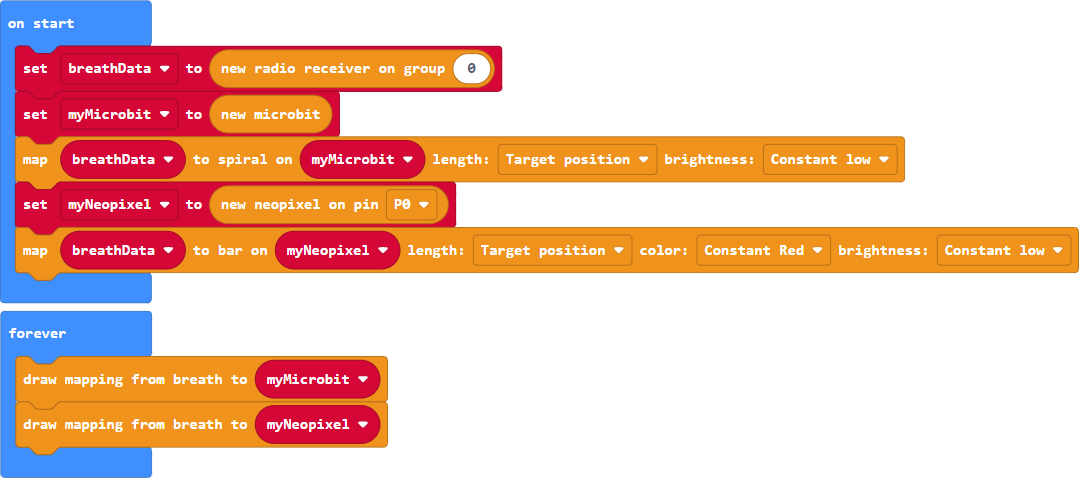 on start
set breathData to new radio receiver on group 0
set myMicrobit to new microbit
map breathData to spiral on myMicrobit length: Target position brightness: Constant low
set myNeopixel to new neopixel on pin P0
map breathData to bar on myNeopixel length: Target position color: Constant Red brightness: Constant low
forever
draw mapping from breath to myMicrobit
draw mapping from breath to myNeopixel